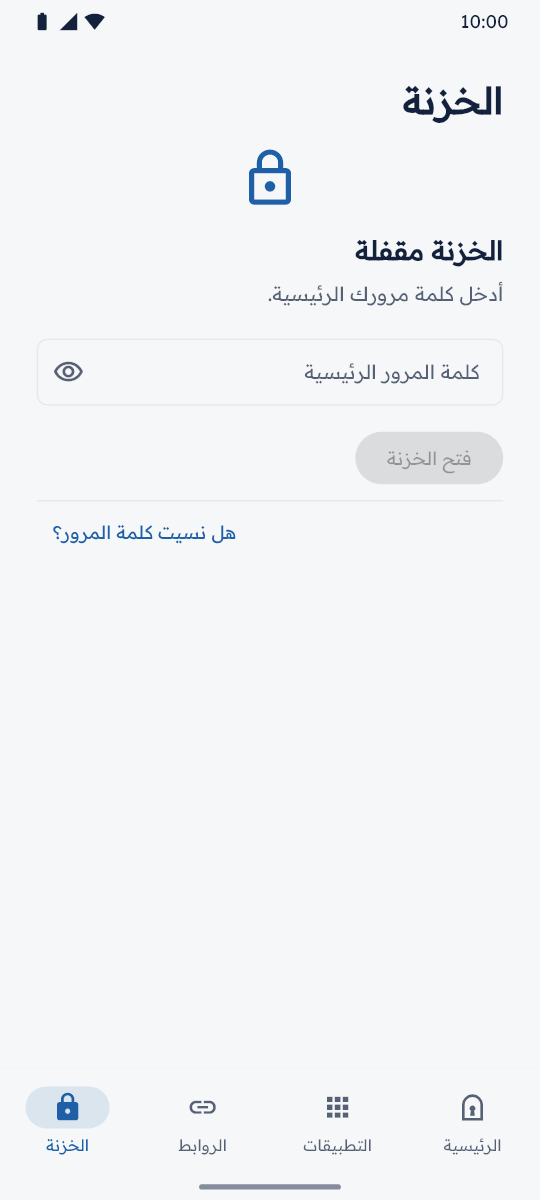 10:00
الخزنة
الخزنة مقفلة
أدخل كلمة مرورك الرئيسية.
كلمة المرور الرئيسية
فتح الخزنة
هل نسيت كلمة المرور؟
الرئيسية
التطبيقات
الروابط
الخزنة